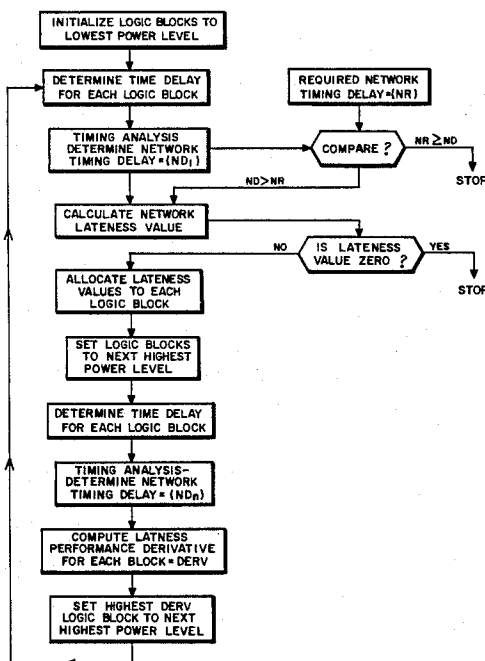 INITIALIZE LOGIC BLOCKS TO
LOWEST POWER LEVEL
DETERMINE TIME DELAY
FOR EACH LOGIC BLOCK
REQUIRED NETWORK
TIMING DELAY=(NR)
TIMING ANALYSIS
DETERMINE NETWORK
TIMING DELAY=(ND₁)
COMPARE ?
NR≥ND
STOP
ND>NR
CALCULATE NETWORK
LATENESS VALUE
NO
IS LATENESS
VALUE ZERO ?
YES
STOP
ALLOCATE LATENESS
VALUES TO EACH
LOGIC BLOCK
SET LOGIC BLOCKS
TO NEXT HIGHEST
POWER LEVEL
DETERMINE TIME DELAY
FOR EACH LOGIC BLOCK
TIMING ANALYSIS-
DETERMINE NETWORK
TIMING DELAY=(NDn)
COMPUTE LATNESS
PERFORMANCE DERIVATIVE
FOR EACH BLOCK=DERV
SET HIGHEST DERV
LOGIC BLOCK TO NEXT
HIGHEST POWER LEVEL